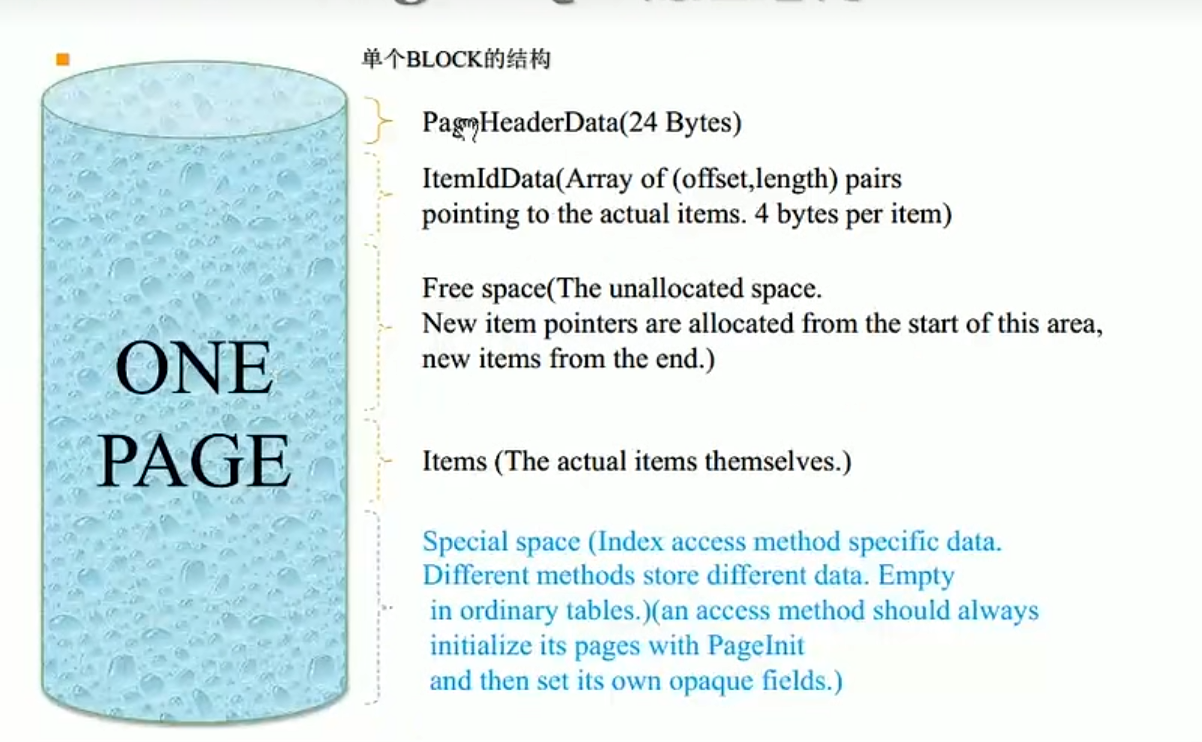 单个BLOCK的结构
PageHeaderData(24 Bytes)
ItemIdData(Array of (offset,length) pairs
pointing to the actual items. 4 bytes per item)
Free space(The unallocated space.
New item pointers are allocated from the start of this area,
new items from the end.)
ONE
PAGE
Items (The actual items themselves.)
Special space (Index access method specific data.
Different methods store different data. Empty
in ordinary tables.)(an access method should always
initialize its pages with PageInit
and then set its own opaque fields.)